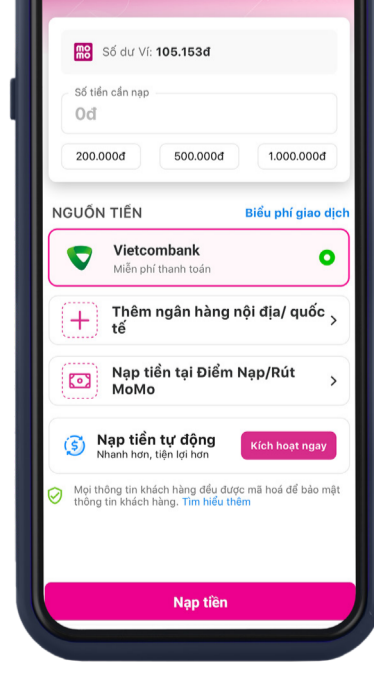 mo
mo
Số dư Ví: 105.153đ
Số tiền cần nạp
0đ
200.000đ
500.000đ
1.000.000đ
NGUỒN TIỀN
Biểu phí giao dịch
Vietcombank
Miễn phí thanh toán
Thêm ngân hàng nội địa/ quốc
tế
Nạp tiền tại Điểm Nạp/Rút
MoMo
Nạp tiền tự động
Nhanh hơn, tiện lợi hơn
Kích hoạt ngay
Mọi thông tin khách hàng đều được mã hoá để bảo mật
thông tin khách hàng. Tìm hiểu thêm
Nạp tiền